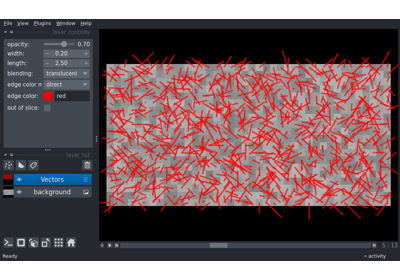 File View Plugins Window Help
layer controls
opacity: 0.70
width: 0.20
length: 2.50
blending: translucent
edge color m direct
edge color: red
out of slice:
layer list
Vectors
background
0 5 13
Ready activity